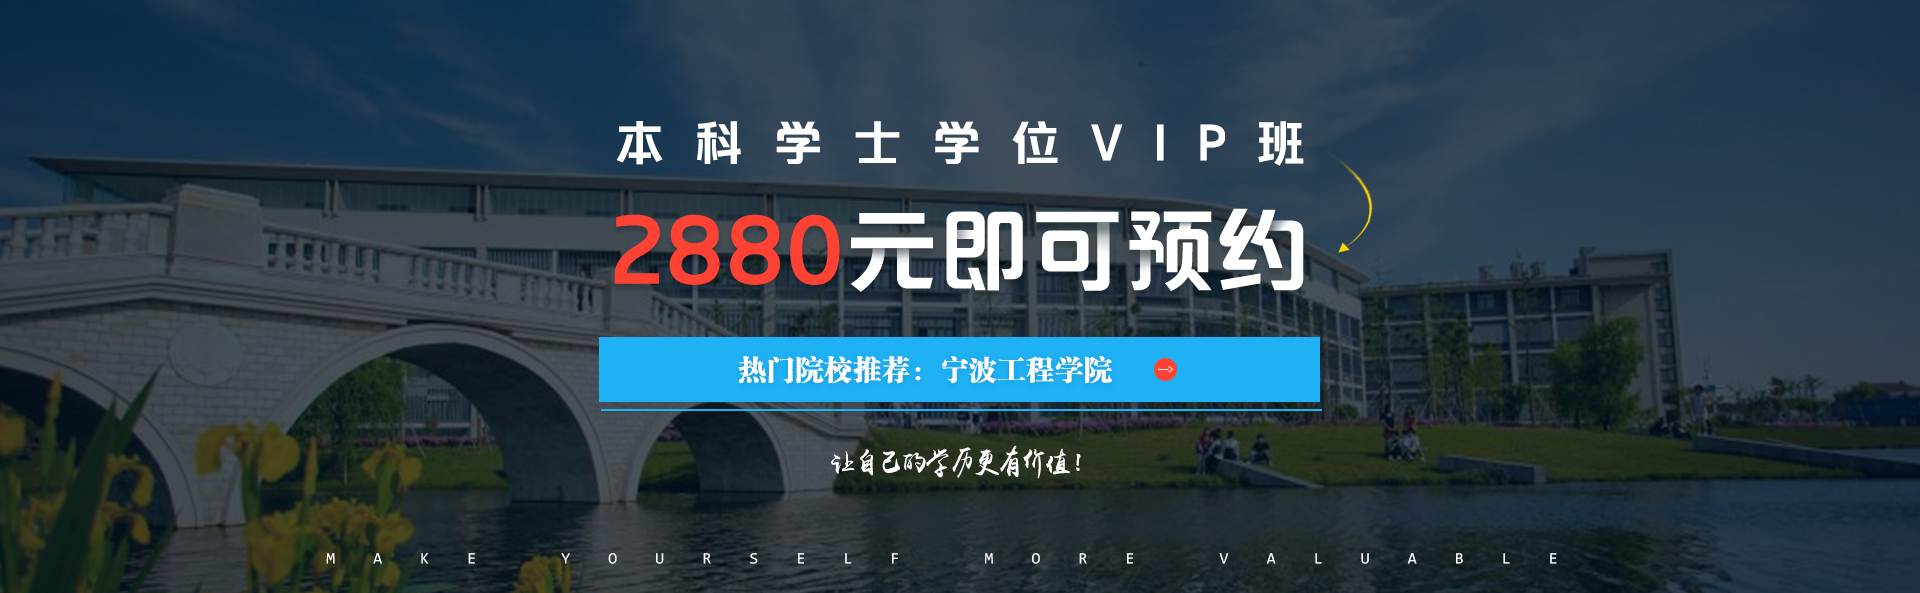 本科学士学位VIP班
2880元即可预约
热门院校推荐：宁波工程学院
让自己的学历更有价值！
MAKE YOURSELF MORE VALUABLE